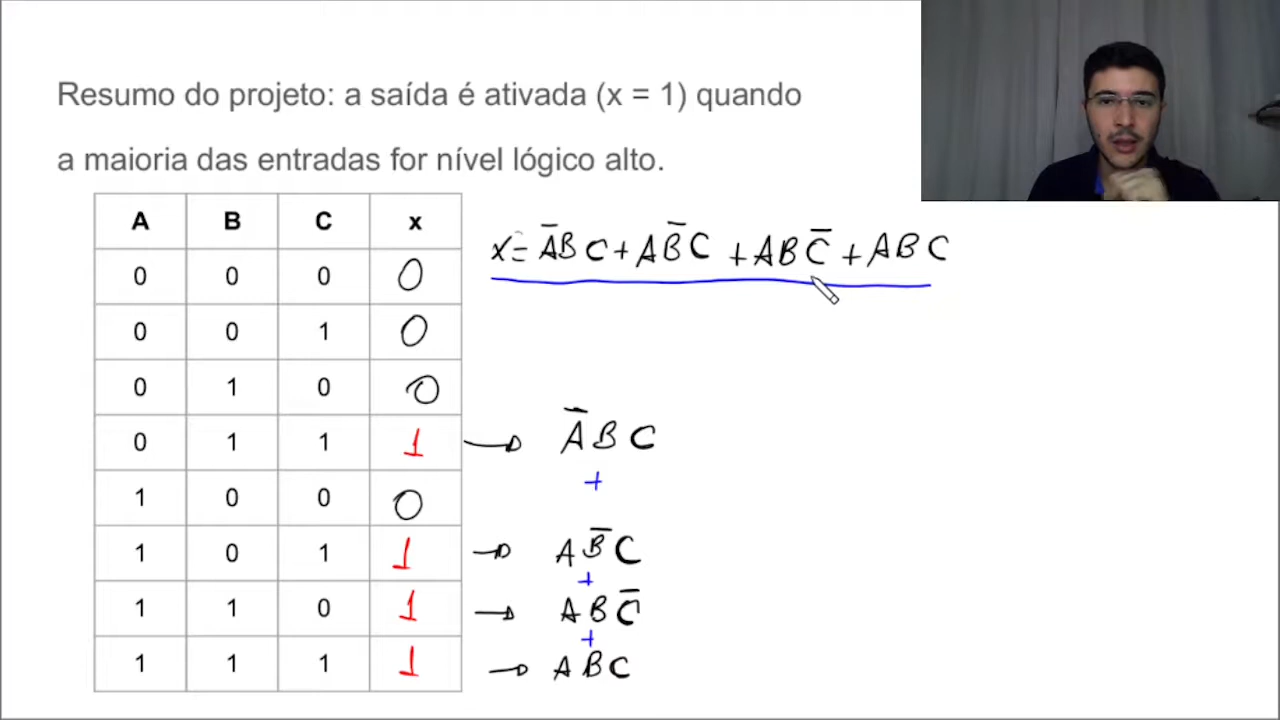 Resumo do projeto: a saída é ativada (x = 1) quando
a maioria das entradas for nível lógico alto.
A B C x
0 0 0 0
0 0 1 0
0 1 0 0
0 1 1 1 → A̅BC
+
1 0 0 0
1 0 1 1 → AB̅C
+
1 1 0 1 → ABC̅
+
1 1 1 1 → ABC
x = A̅BC + AB̅C + ABC̅ + ABC